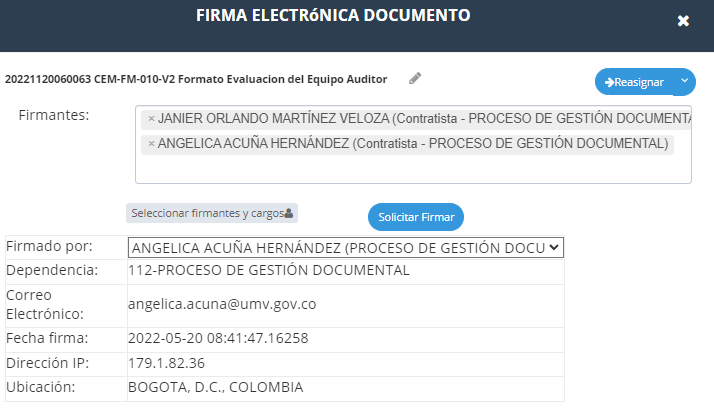 FIRMA ELECTRóNICA DOCUMENTO
20221120060063 CEM-FM-010-V2 Formato Evaluacion del Equipo Auditor
Reasignar
Firmantes:
× JANIER ORLANDO MARTÍNEZ VELOZA (Contratista - PROCESO DE GESTIÓN DOCUMENTA
× ANGELICA ACUÑA HERNÁNDEZ (Contratista - PROCESO DE GESTIÓN DOCUMENTAL)
Seleccionar firmantes y cargos
Solicitar Firmar
Firmado por: ANGELICA ACUÑA HERNÁNDEZ (PROCESO DE GESTIÓN DOCU
Dependencia: 112-PROCESO DE GESTIÓN DOCUMENTAL
Correo
Electrónico: angelica.acuna@umv.gov.co
Fecha firma: 2022-05-20 08:41:47.16258
Dirección IP: 179.1.82.36
Ubicación: BOGOTA, D.C., COLOMBIA